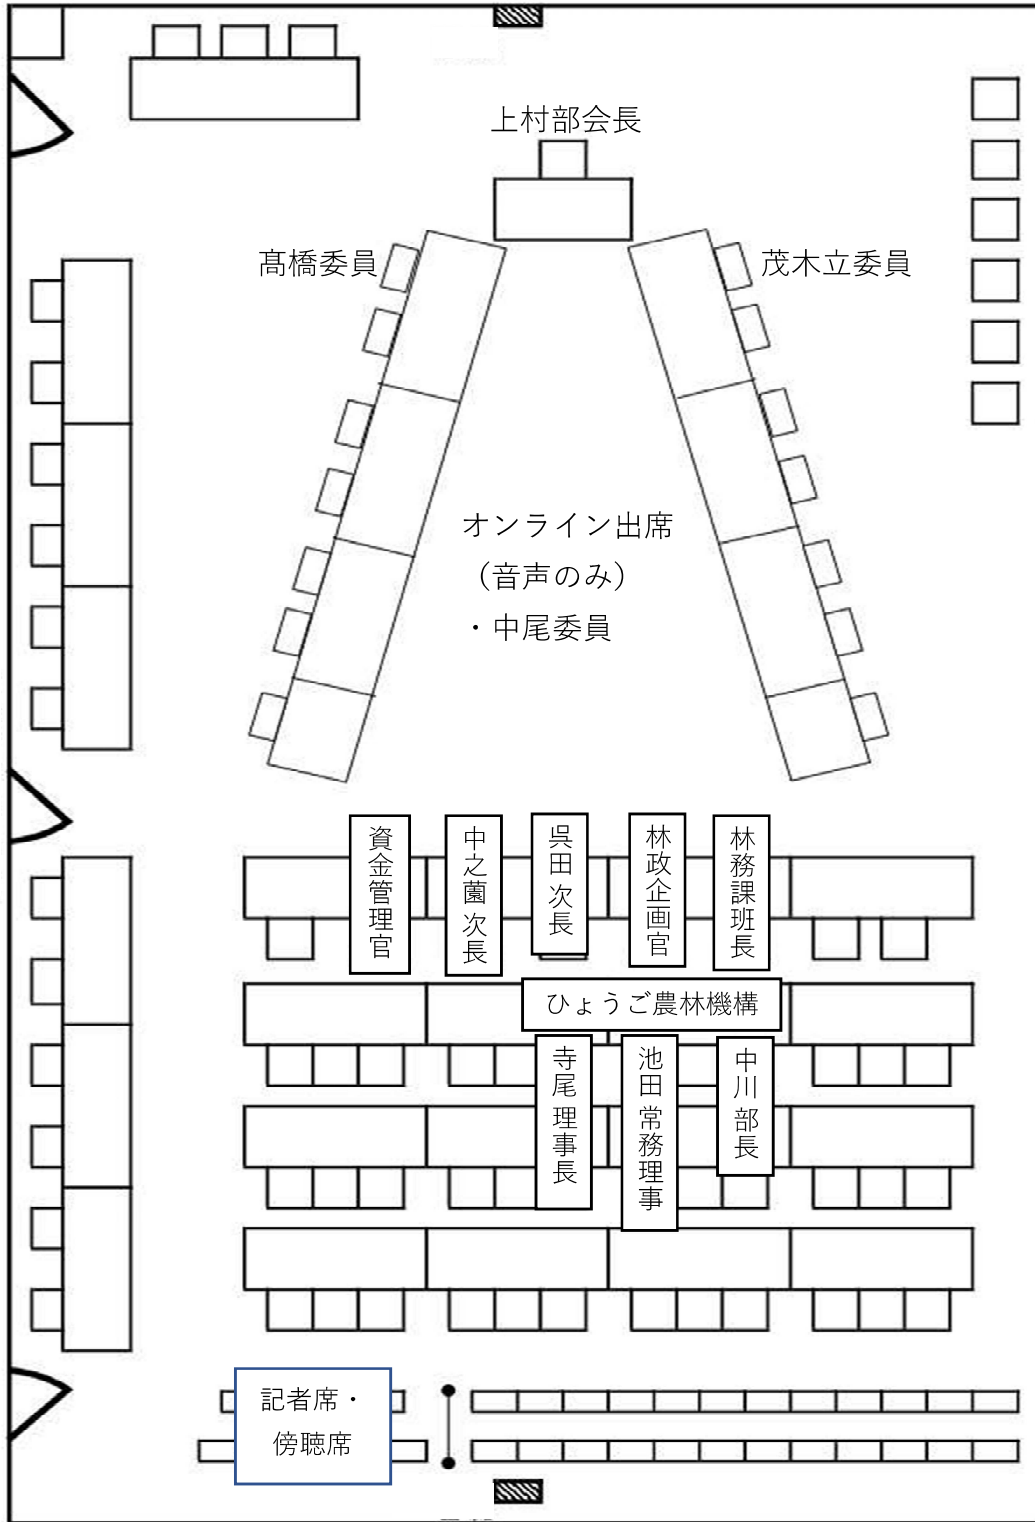 上村部会長
髙橋委員
茂木立委員
オンライン出席
（音声のみ）
・中尾委員
資金管理官
中之薗次長
呉田次長
林政企画官
林務課班長
ひょうご農林機構
寺尾理事長
池田常務理事
中川部長
記者席・
傍聴席